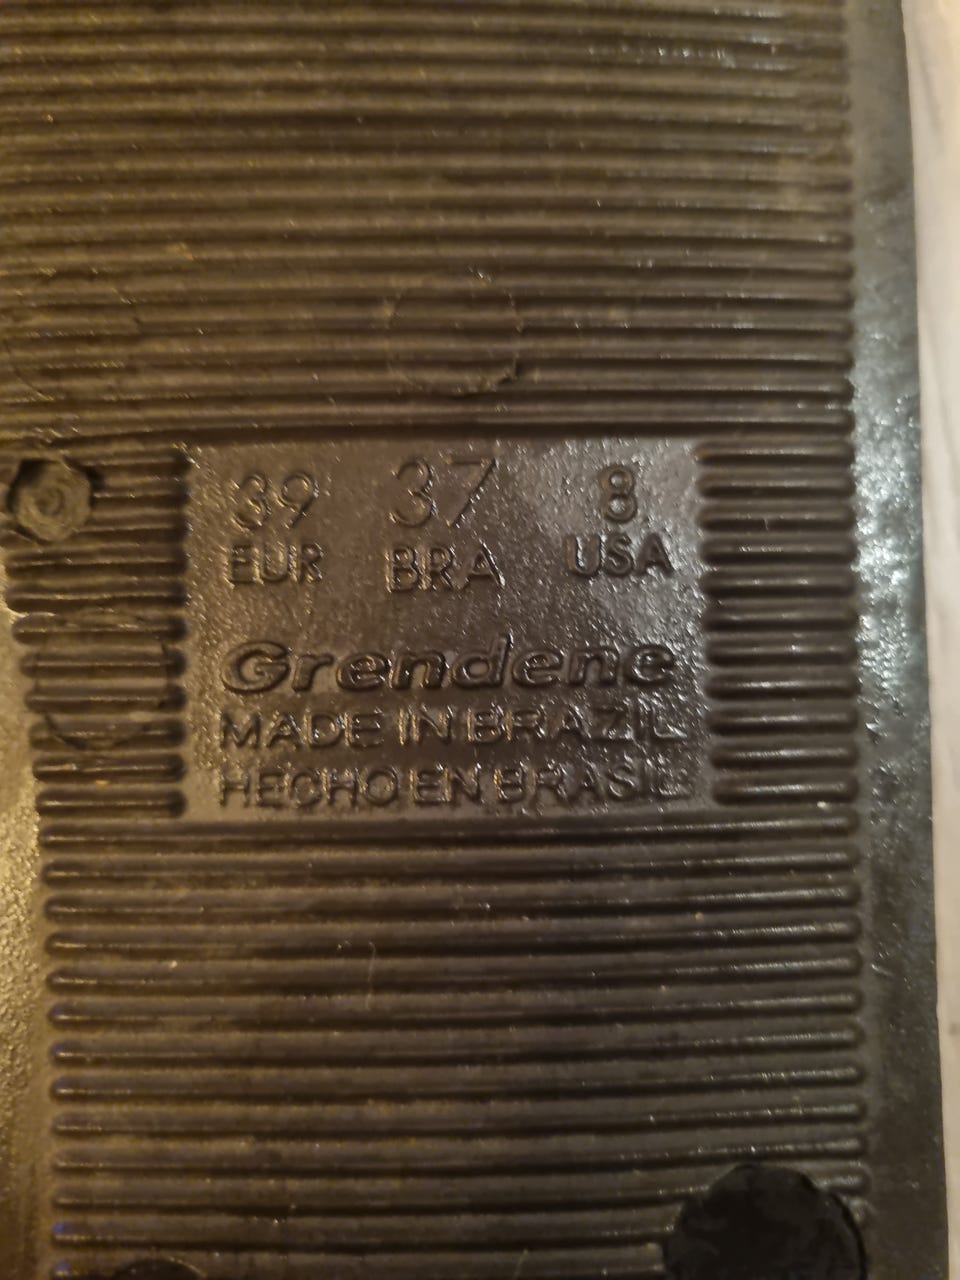 39 37 8
EUR BRA USA
Grendene
MADE IN BRAZIL
HECHO EN BRASIL